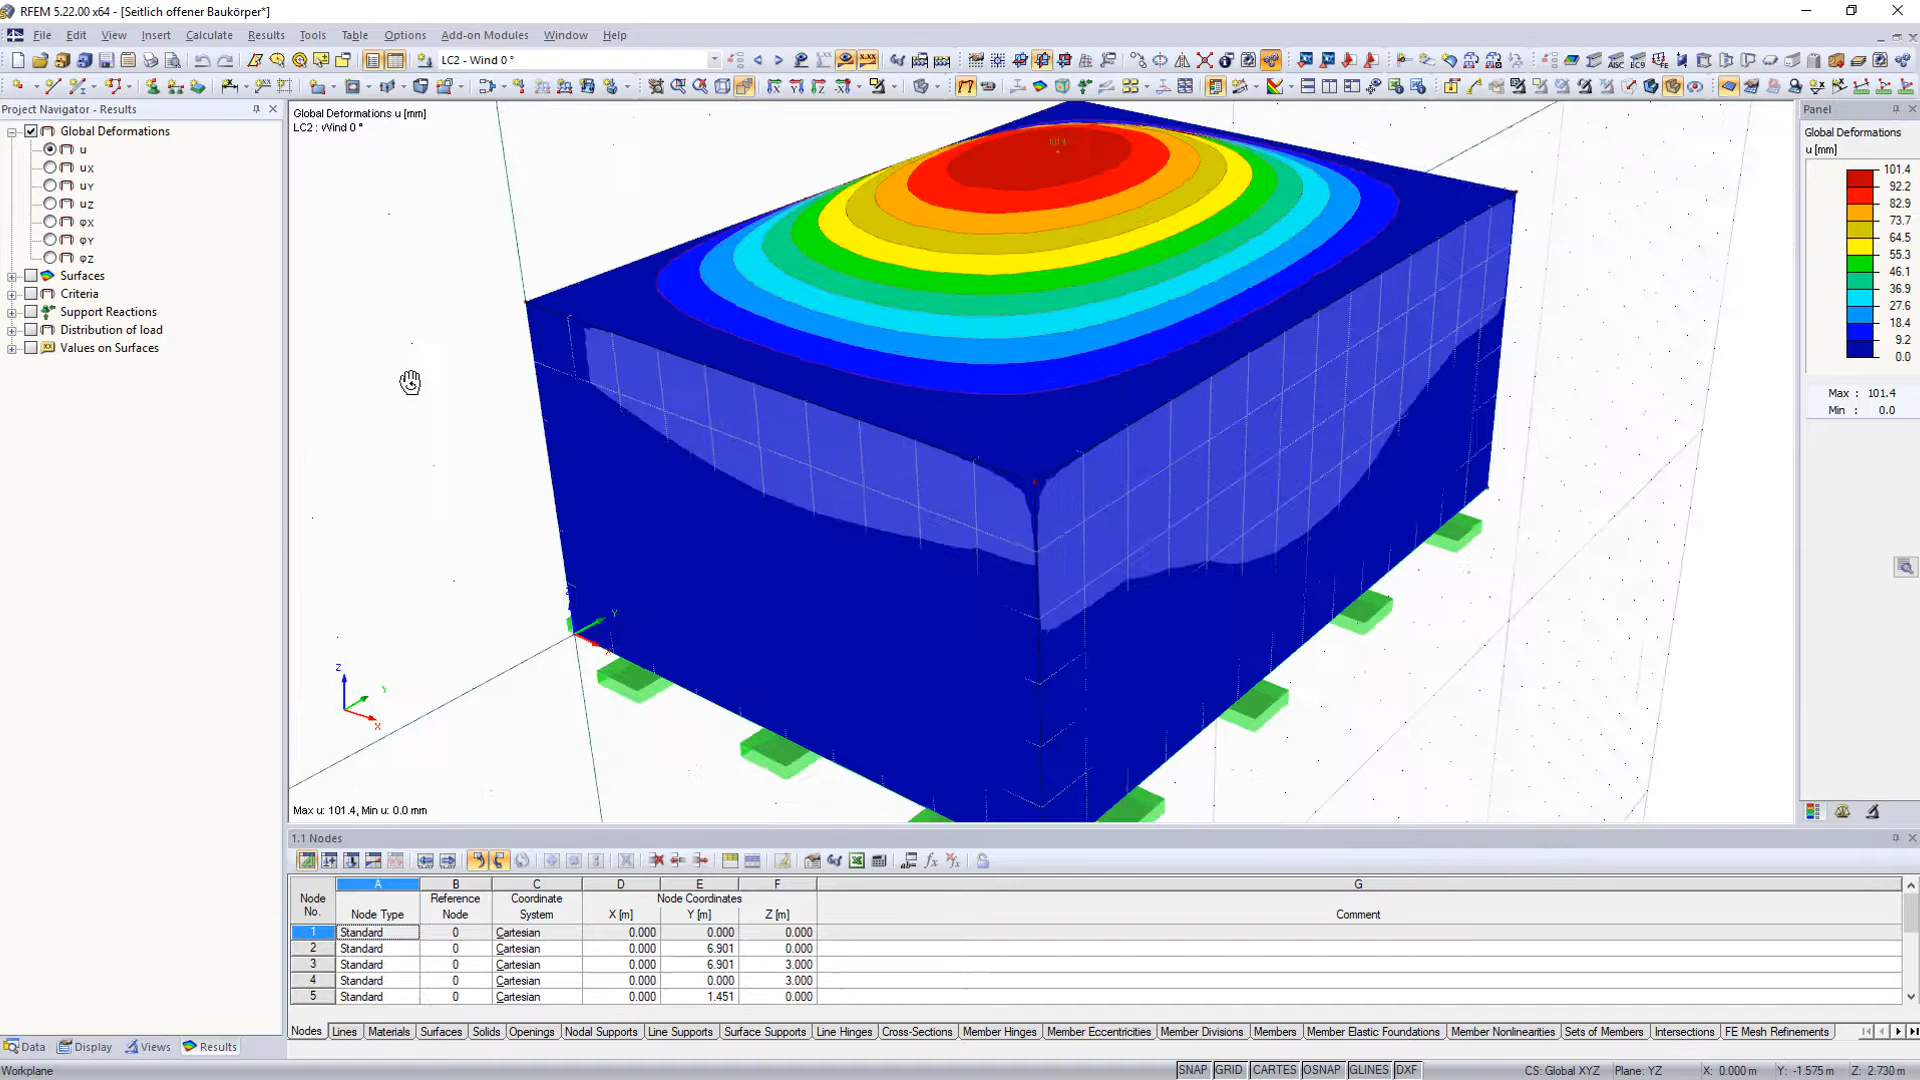 RFEM 5.22.00 x64 - [Seitlich offener Baukörper*]
File Edit View Insert Calculate Results Tools Table Options Add-on Modules Window Help
LC2 - Wind 0 °
Project Navigator - Results
Global Deformations
u
ux
uY
uz
φX
φY
φZ
Surfaces
Criteria
Support Reactions
Distribution of load
Values on Surfaces
Data Display Views Results
Global Deformations u [mm]
LC2 : Wind 0 °
101.4
Z
Y
X
Y
Max u: 101.4, Min u: 0.0 mm
Panel
Global Deformations
u [mm]
101.4
92.2
82.9
73.7
64.5
55.3
46.1
36.9
27.6
18.4
9.2
0.0
Max : 101.4
Min : 0.0
1.1 Nodes
A B C D E F G
Node No. Node Type Reference Node Coordinate System Node Coordinates X [m] Y [m] Z [m] Comment
1 Standard 0 Cartesian 0.000 0.000 0.000
2 Standard 0 Cartesian 0.000 6.901 0.000
3 Standard 0 Cartesian 0.000 6.901 3.000
4 Standard 0 Cartesian 0.000 0.000 3.000
5 Standard 0 Cartesian 0.000 1.451 0.000
Nodes Lines Materials Surfaces Solids Openings Nodal Supports Line Supports Surface Supports Line Hinges Cross-Sections Member Hinges Member Eccentricities Member Divisions Members Member Elastic Foundations Member Nonlinearities Sets of Members Intersections FE Mesh Refinements
Workplane SNAP GRID CARTES OSNAP GLINES DXF CS: Global XYZ Plane: YZ X: 0.000 m Y: -1.575 m Z: 2.730 m